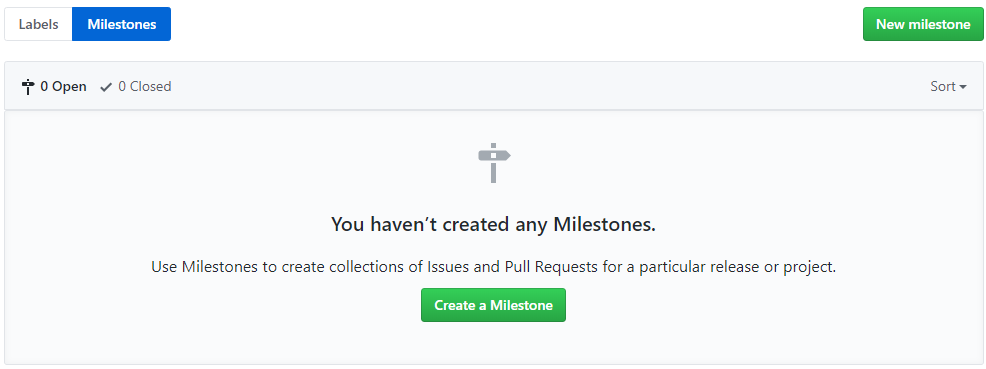 Labels Milestones New milestone
0 Open 0 Closed Sort
You haven’t created any Milestones.
Use Milestones to create collections of Issues and Pull Requests for a particular release or project.
Create a Milestone